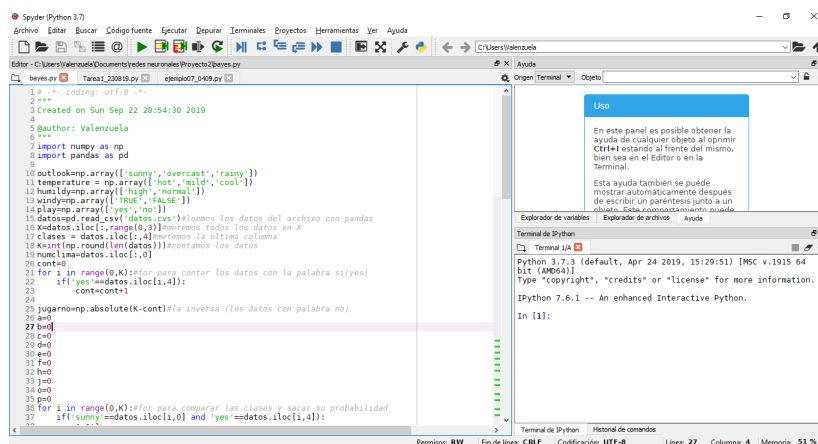 Spyder (Python 3.7)
Archivo Editar Buscar Código fuente Ejecutar Depurar Terminales Proyectos Herramientas Ver Ayuda
C:\Users\Valenzuela
Editor - C:\Users\Valenzuela\Documents\redes neuronales\Proyecto2\bayes.py
bayes.py Tarea1_230819.py ejemplo07_0409.py
1 # -*- coding: utf-8 -*-
2 """
3 Created on Sun Sep 22 20:54:30 2019
4
5 @author: Valenzuela
6 """
7 import numpy as np
8 import pandas as pd
9
10 outlook=np.array(['sunny','overcast','rainy'])
11 temperature = np.array(['hot','mild','cool'])
12 humildy=np.array(['high','normal'])
13 windy=np.array(['TRUE','FALSE'])
14 play=np.array(['yes','no'])
15 datos=pd.read_csv('datos.cvs')#leemos los datos del archivo con pandas
16 X=datos.iloc[:,range(0,3)]#metemos todos los datos en X
17 clases = datos.iloc[:,4]#metemos la ultima columna
18 K=int(np.round(len(datos)))#contamos los datos
19 numclima=datos.iloc[:,0]
20 cont=0
21 for i in range(0,K):#for para contar los datos con la palabra si(yes)
22 if('yes'==datos.iloc[i,4]):
23 cont=cont+1
24
25 jugarno=np.absolute(K-cont)#la inversa (los datos con palabra no)
26 a=0
27 b=0
28 c=0
29 d=0
30 e=0
31 f=0
32 h=0
33 j=0
34 o=0
35 p=0
36 for i in range(0,K):#for para comparar las clases y sacar su probabilidad
37 if('sunny'==datos.iloc[i,0] and 'yes'==datos.iloc[i,4]):
Ayuda
Origen Terminal Objeto
Uso
En este panel es posible obtener la
ayuda de cualquier objeto al oprimir
Ctrl+I estando al frente del mismo,
bien sea en el Editor o en la
Terminal.
Esta ayuda también se puede
mostrar automáticamente después
de escribir un paréntesis junto a un
objeto. Este comportamiento puede
Explorador de variables Explorador de archivos Ayuda
Terminal de IPython
Terminal 1/A
Python 3.7.3 (default, Apr 24 2019, 15:29:51) [MSC v.1915 64
bit (AMD64)]
Type "copyright", "credits" or "license" for more information.
IPython 7.6.1 -- An enhanced Interactive Python.
In [1]:
Terminal de IPython Historial de comandos
Permisos: RW Fin de línea: CRLF Codificación: UTF-8 Línea: 27 Columna: 4 Memoria: 51 %